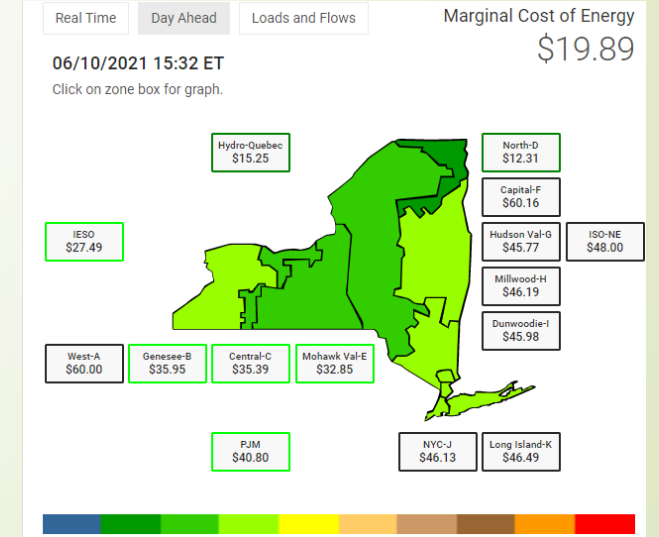 Real Time
Day Ahead
Loads and Flows
Marginal Cost of Energy
$19.89
06/10/2021 15:32 ET
Click on zone box for graph.
Hydro-Quebec
$15.25
North-D
$12.31
Capital-F
$60.16
IESO
$27.49
Hudson Val-G
$45.77
ISO-NE
$48.00
Millwood-H
$46.19
Dunwoodie-I
$45.98
West-A
$60.00
Genesee-B
$35.95
Central-C
$35.39
Mohawk Val-E
$32.85
PJM
$40.80
NYC-J
$46.13
Long Island-K
$46.49